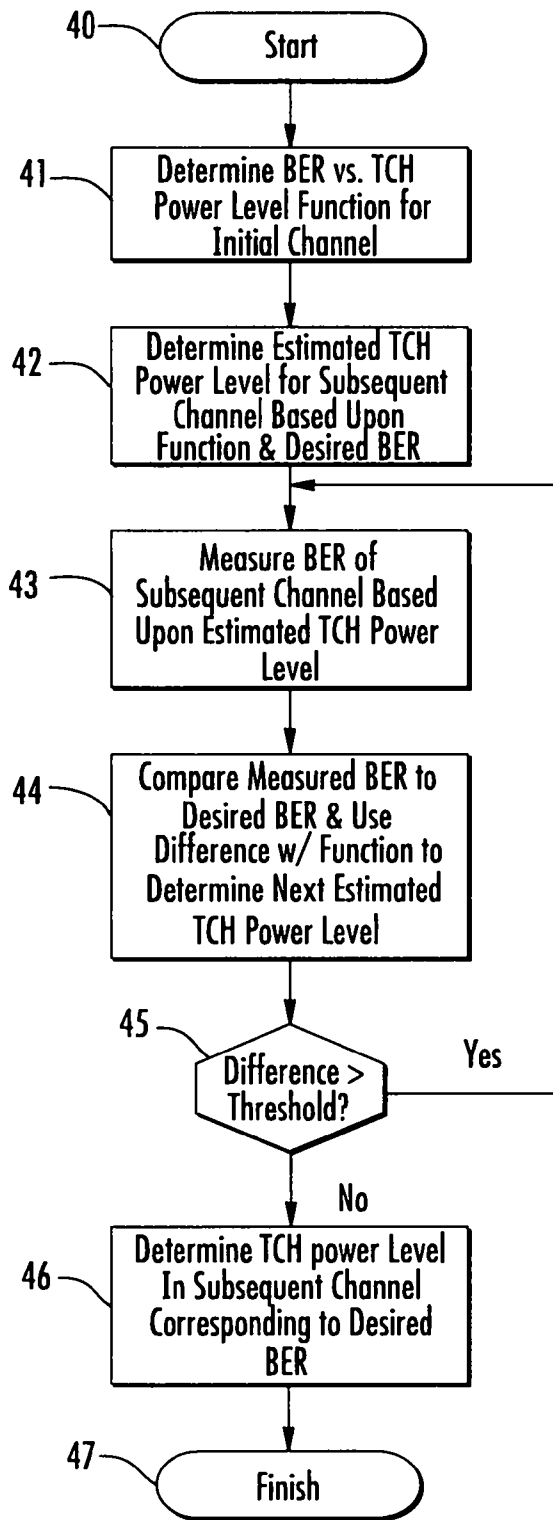 40
Start
41
Determine BER vs. TCH
Power Level Function for
Initial Channel
42
Determine Estimated TCH
Power Level for Subsequent
Channel Based Upon
Function & Desired BER
43
Measure BER of
Subsequent Channel Based
Upon Estimated TCH Power
Level
44
Compare Measured BER to
Desired BER & Use
Difference w/ Function to
Determine Next Estimated
TCH Power Level
45
Difference >
Threshold?
Yes
No
46
Determine TCH power Level
In Subsequent Channel
Corresponding to Desired
BER
47
Finish